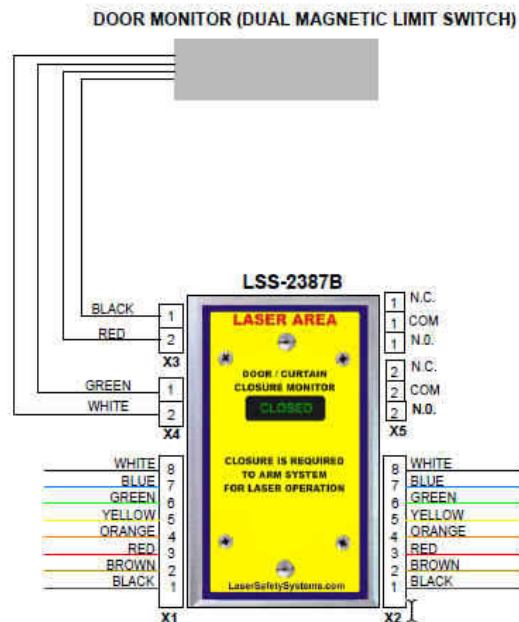 DOOR MONITOR (DUAL MAGNETIC LIMIT SWITCH)
LSS-2387B
BLACK 1
RED 2
X3
GREEN 1
WHITE 2
X4
LASER AREA
DOOR / CURTAIN
CLOSURE MONITOR
CLOSED
CLOSURE IS REQUIRED
TO ARM SYSTEM
FOR LASER OPERATION
LaserSafetySystems.com
1 N.C.
1 COM
1 N.0.
2 N.C.
2 COM
2 N.0.
X5
WHITE 8
BLUE 7
GREEN 6
YELLOW 5
ORANGE 4
RED 3
BROWN 2
BLACK 1
X1
8 WHITE
7 BLUE
6 GREEN
5 YELLOW
4 ORANGE
3 RED
2 BROWN
1 BLACK
X2